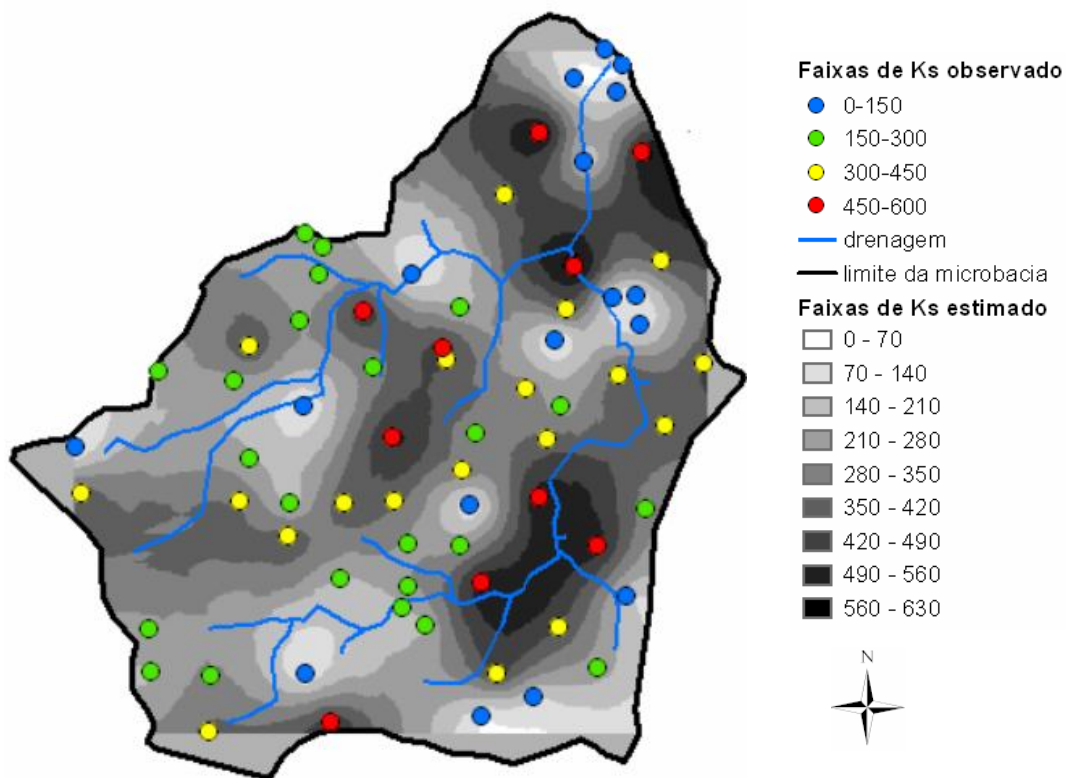 Faixas de Ks observado
0-150
150-300
300-450
450-600
drenagem
limite da microbacia
Faixas de Ks estimado
0 - 70
70 - 140
140 - 210
210 - 280
280 - 350
350 - 420
420 - 490
490 - 560
560 - 630
N